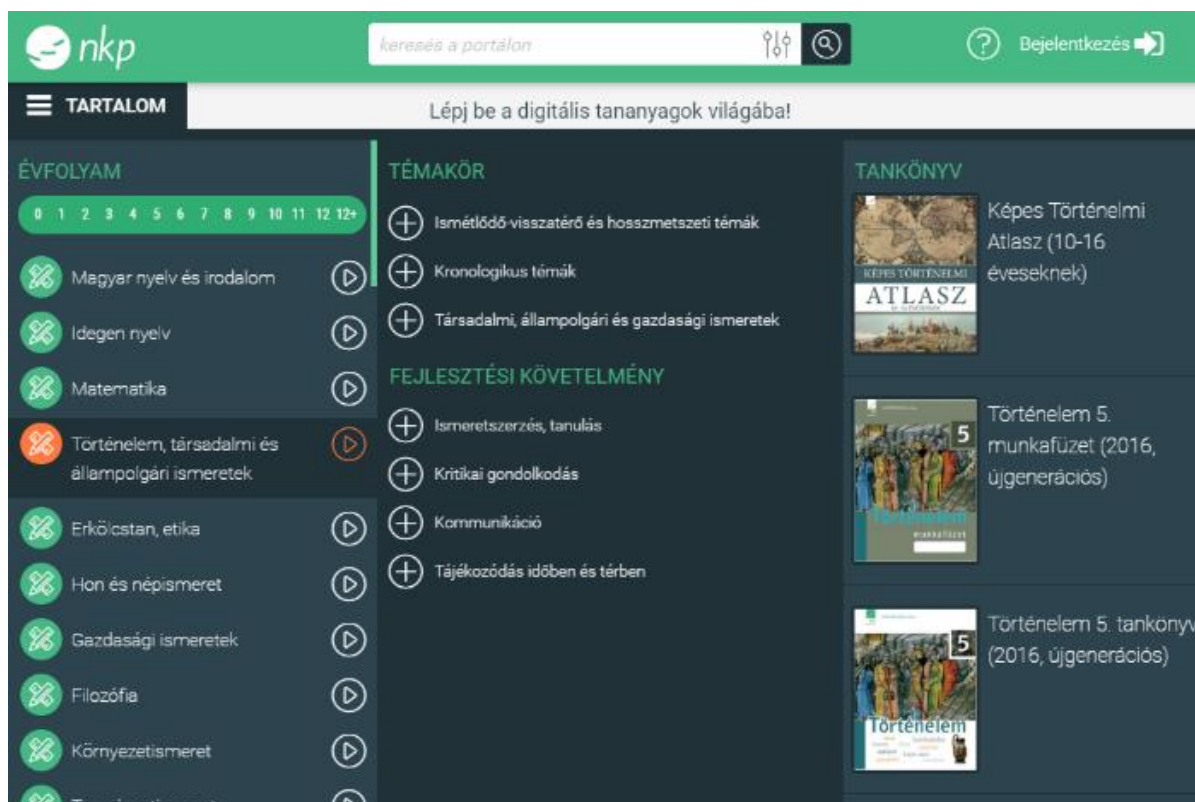 nkp
keresés a portálon
Bejelentkezés
TARTALOM
Lépj be a digitális tananyagok világába!
ÉVFOLYAM
0 1 2 3 4 5 6 7 8 9 10 11 12 12+
Magyar nyelv és irodalom
Idegen nyelv
Matematika
Történelem, társadalmi és
állampolgári ismeretek
Erkölcstan, etika
Hon és népismeret
Gazdasági ismeretek
Filozófia
Környezetismeret
TÉMAKÖR
Ismétlődő-visszatérő és hosszmetszeti témák
Kronologikus témák
Társadalmi, állampolgári és gazdasági ismeretek
FEJLESZTÉSI KÖVETELMÉNY
Ismeretszerzés, tanulás
Kritikai gondolkodás
Kommunikáció
Tájékozódás időben és térben
TANKÖNYV
KÉPES TÖRTÉNELMI
ATLASZ
Képes Történelmi
Atlasz (10-16
éveseknek)
5
Történelem
munkafüzet
Történelem 5.
munkafüzet (2016,
újgenerációs)
5
Történelem
Történelem 5. tankönyv
(2016, újgenerációs)